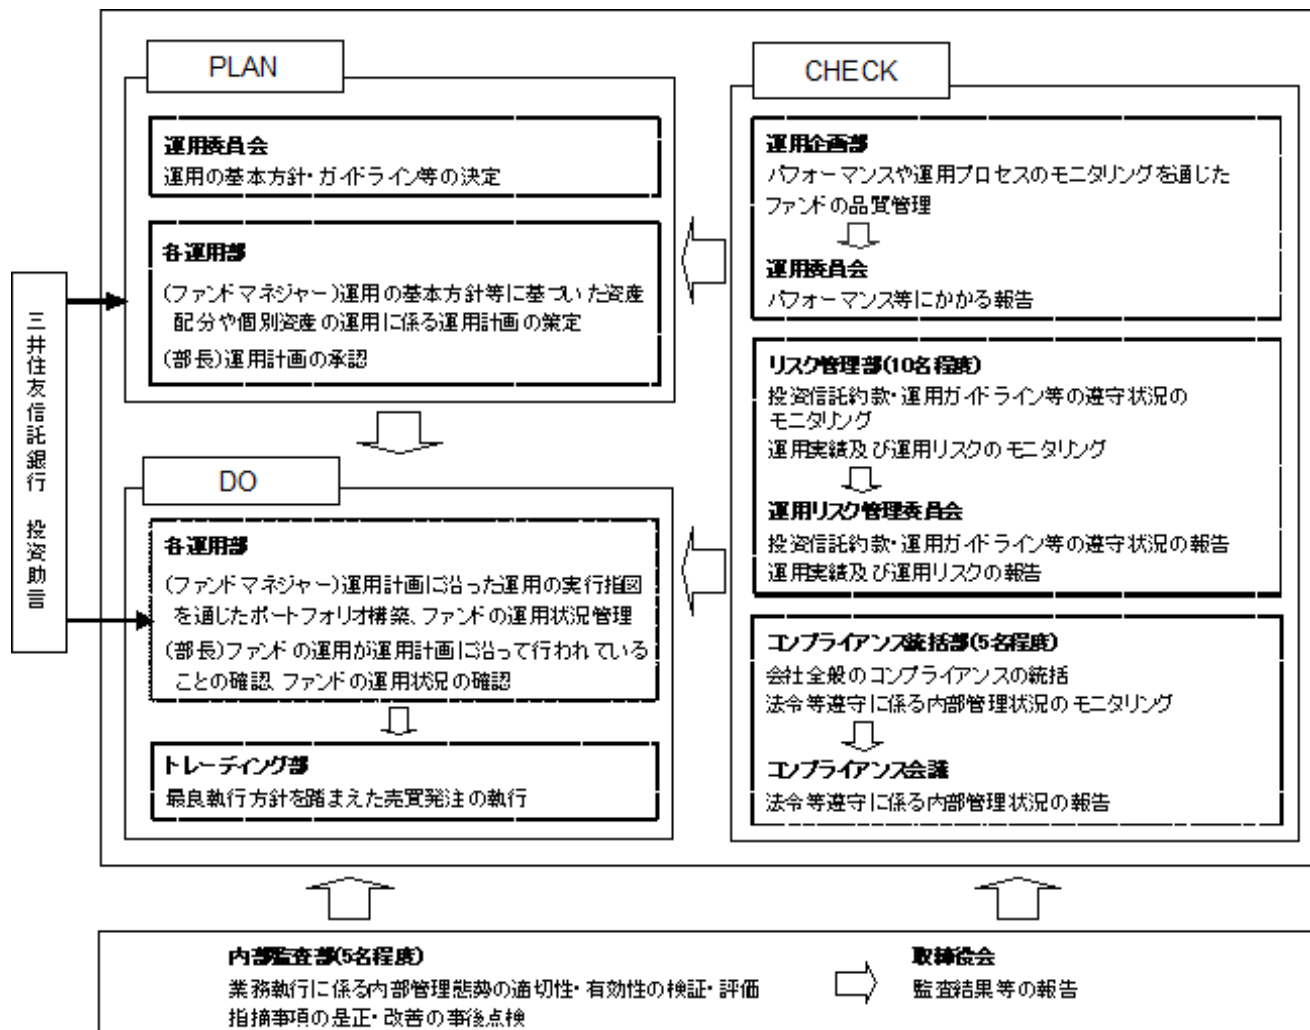 PLAN
運用委員会
運用の基本方針・ガイドライン等の決定
各運用部
(ファンドマネジャー)運用の基本方針等に基づいた資産
配分や個別資産の運用に係る運用計画の策定
(部長)運用計画の承認
三井住友信託銀行 投資助言
DO
各運用部
(ファンドマネジャー)運用計画に沿った運用の実行指図
を通じたポートフォリオ構築、ファンドの運用状況管理
(部長)ファンドの運用が運用計画に沿って行われている
ことの確認、ファンドの運用状況の確認
トレーディング部
最良執行方針を踏まえた売買発注の執行
CHECK
運用企画部
パフォーマンスや運用プロセスのモニタリングを通じた
ファンドの品質管理
運用委員会
パフォーマンス等にかかる報告
リスク管理部(10名程度)
投資信託約款・運用ガイドライン等の遵守状況の
モニタリング
運用実績及び運用リスクのモニタリング
運用リスク管理委員会
投資信託約款・運用ガイドライン等の遵守状況の報告
運用実績及び運用リスクの報告
コンプライアンス統括部(5名程度)
会社全般のコンプライアンスの統括
法令等遵守に係る内部管理状況のモニタリング
コンプライアンス会議
法令等遵守に係る内部管理状況の報告
内部監査部(5名程度)
業務執行に係る内部管理態勢の適切性・有効性の検証・評価
指摘事項の是正・改善の事後点検
取締役会
監査結果等の報告